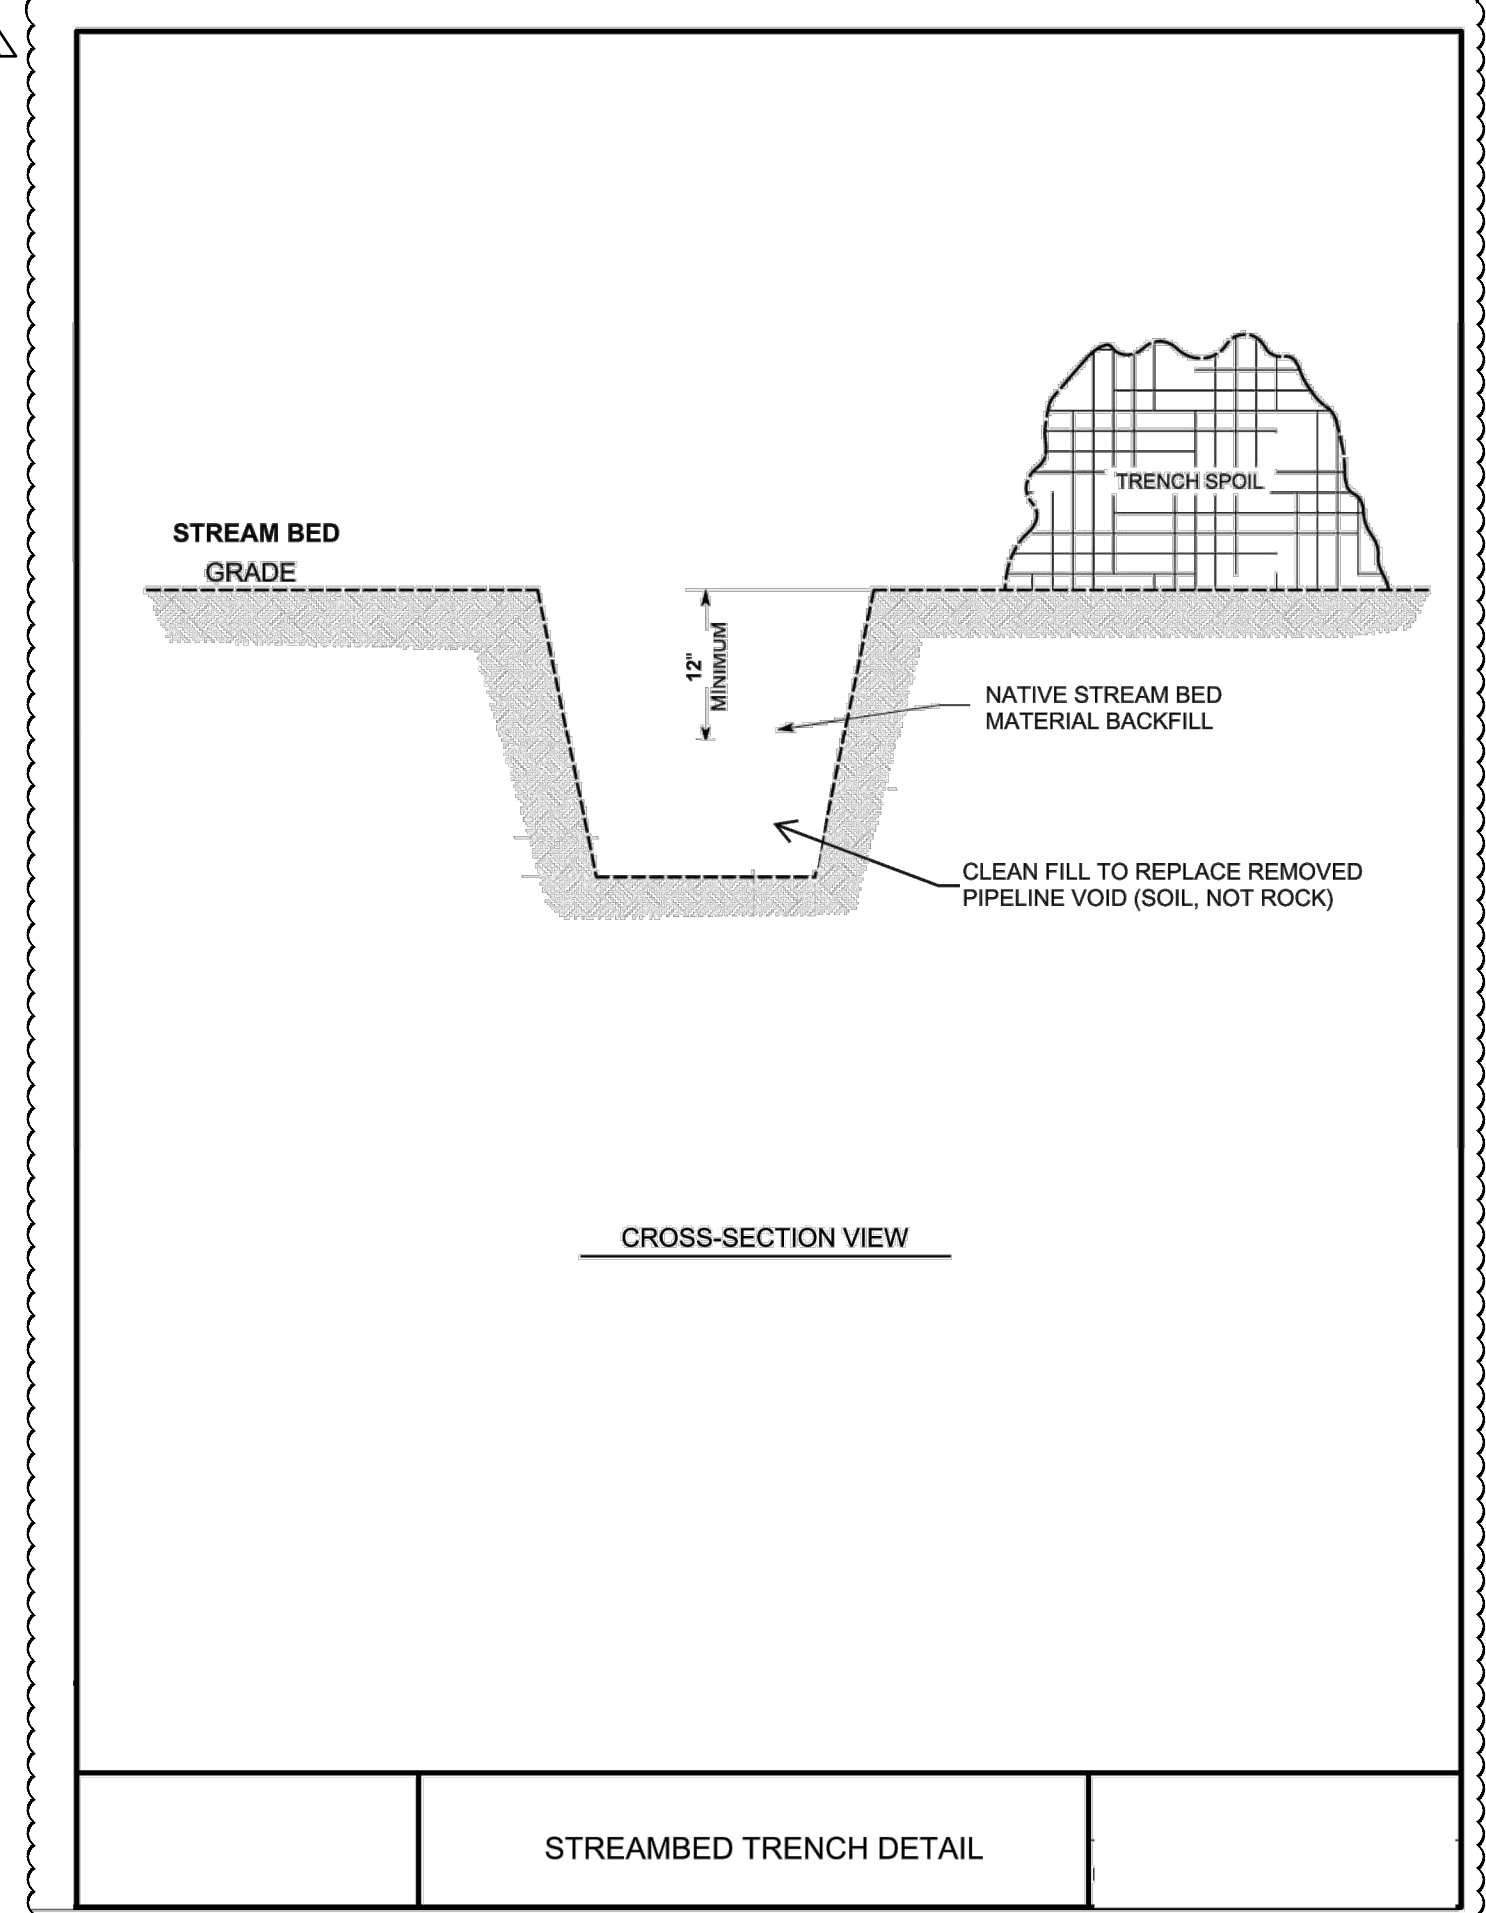 TRENCH SPOIL
STREAM BED
GRADE
12"
MINIMUM
NATIVE STREAM BED
MATERIAL BACKFILL
CLEAN FILL TO REPLACE REMOVED
PIPELINE VOID (SOIL, NOT ROCK)
CROSS-SECTION VIEW
STREAMBED TRENCH DETAIL